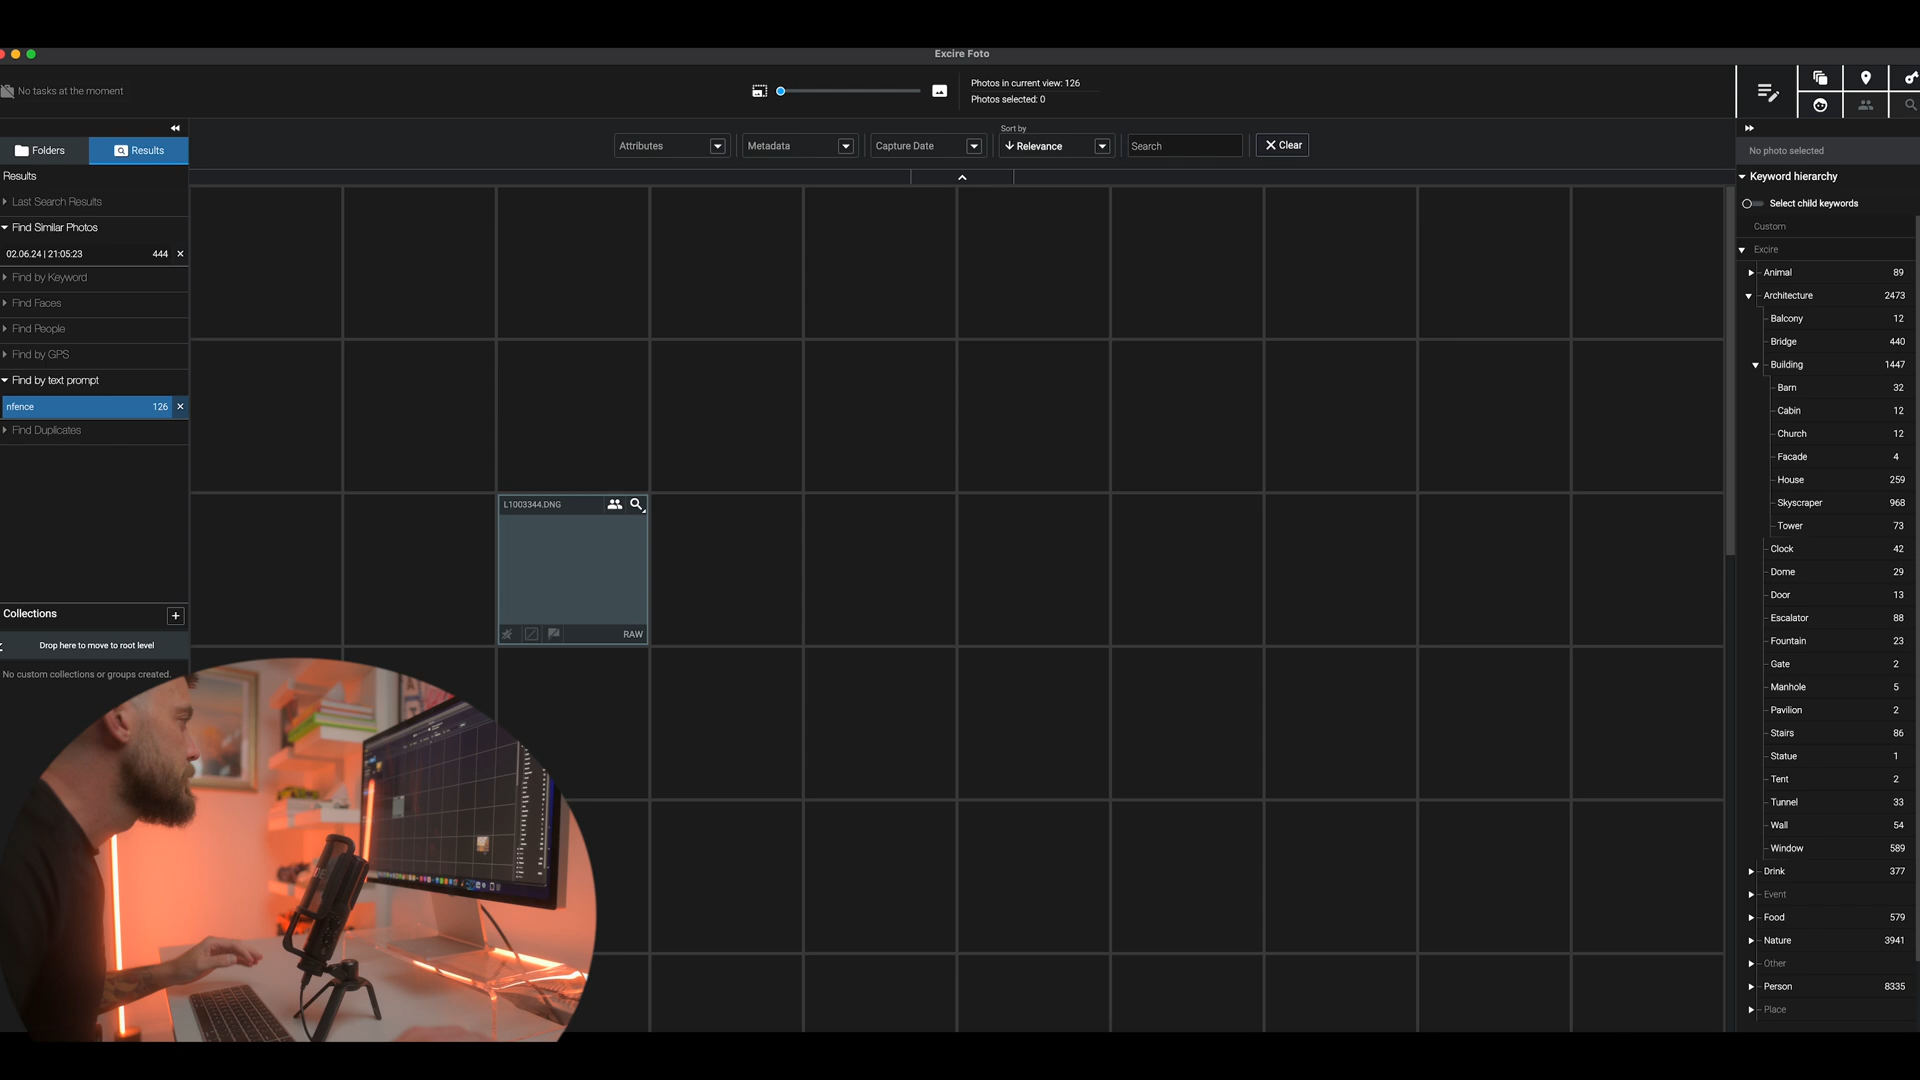 Excire Foto
No tasks at the moment
Photos in current view: 126
Photos selected: 0
Folders
Results
Sort by
Attributes
Metadata
Capture Date
Relevance
Search
Clear
Results
Last Search Results
Find Similar Photos
02.06.24 | 21:05:23 444
Find by Keyword
Find Faces
Find People
Find by GPS
Find by text prompt
nfence 126
Find Duplicates
Collections
Drop here to move to root level
No custom collections or groups created.
L1003344.DNG
RAW
No photo selected
Keyword hierarchy
Select child keywords
Custom
Excire
Animal 89
Architecture 2473
Balcony 12
Bridge 440
Building 1447
Barn 32
Cabin 12
Church 12
Facade 4
House 259
Skyscraper 968
Tower 73
Clock 42
Dome 29
Door 13
Escalator 88
Fountain 23
Gate 2
Manhole 5
Pavilion 2
Stairs 86
Statue 1
Tent 2
Tunnel 33
Wall 54
Window 589
Drink 377
Event
Food 579
Nature 3941
Other
Person 8335
Place